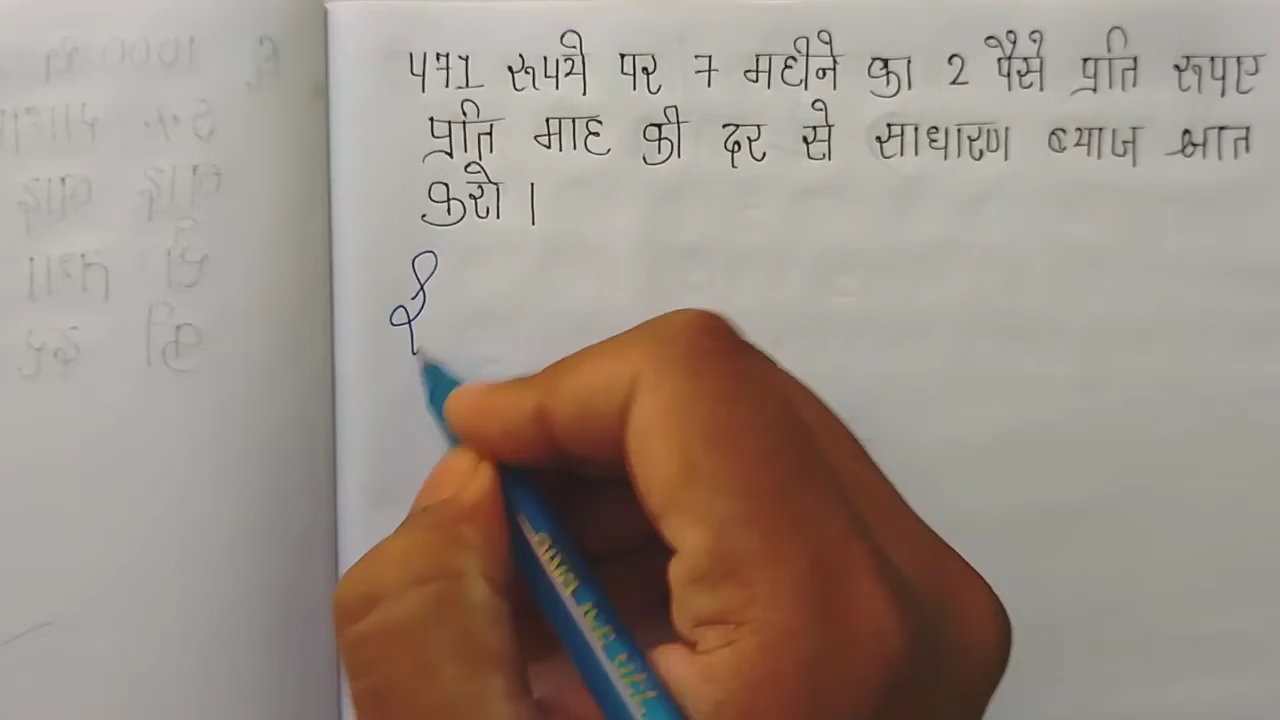 471 रूपये पर 7 महीने का 2 पैसे प्रति रूपए
प्रति माह की दर से साधारण ब्याज ज्ञात
करो।